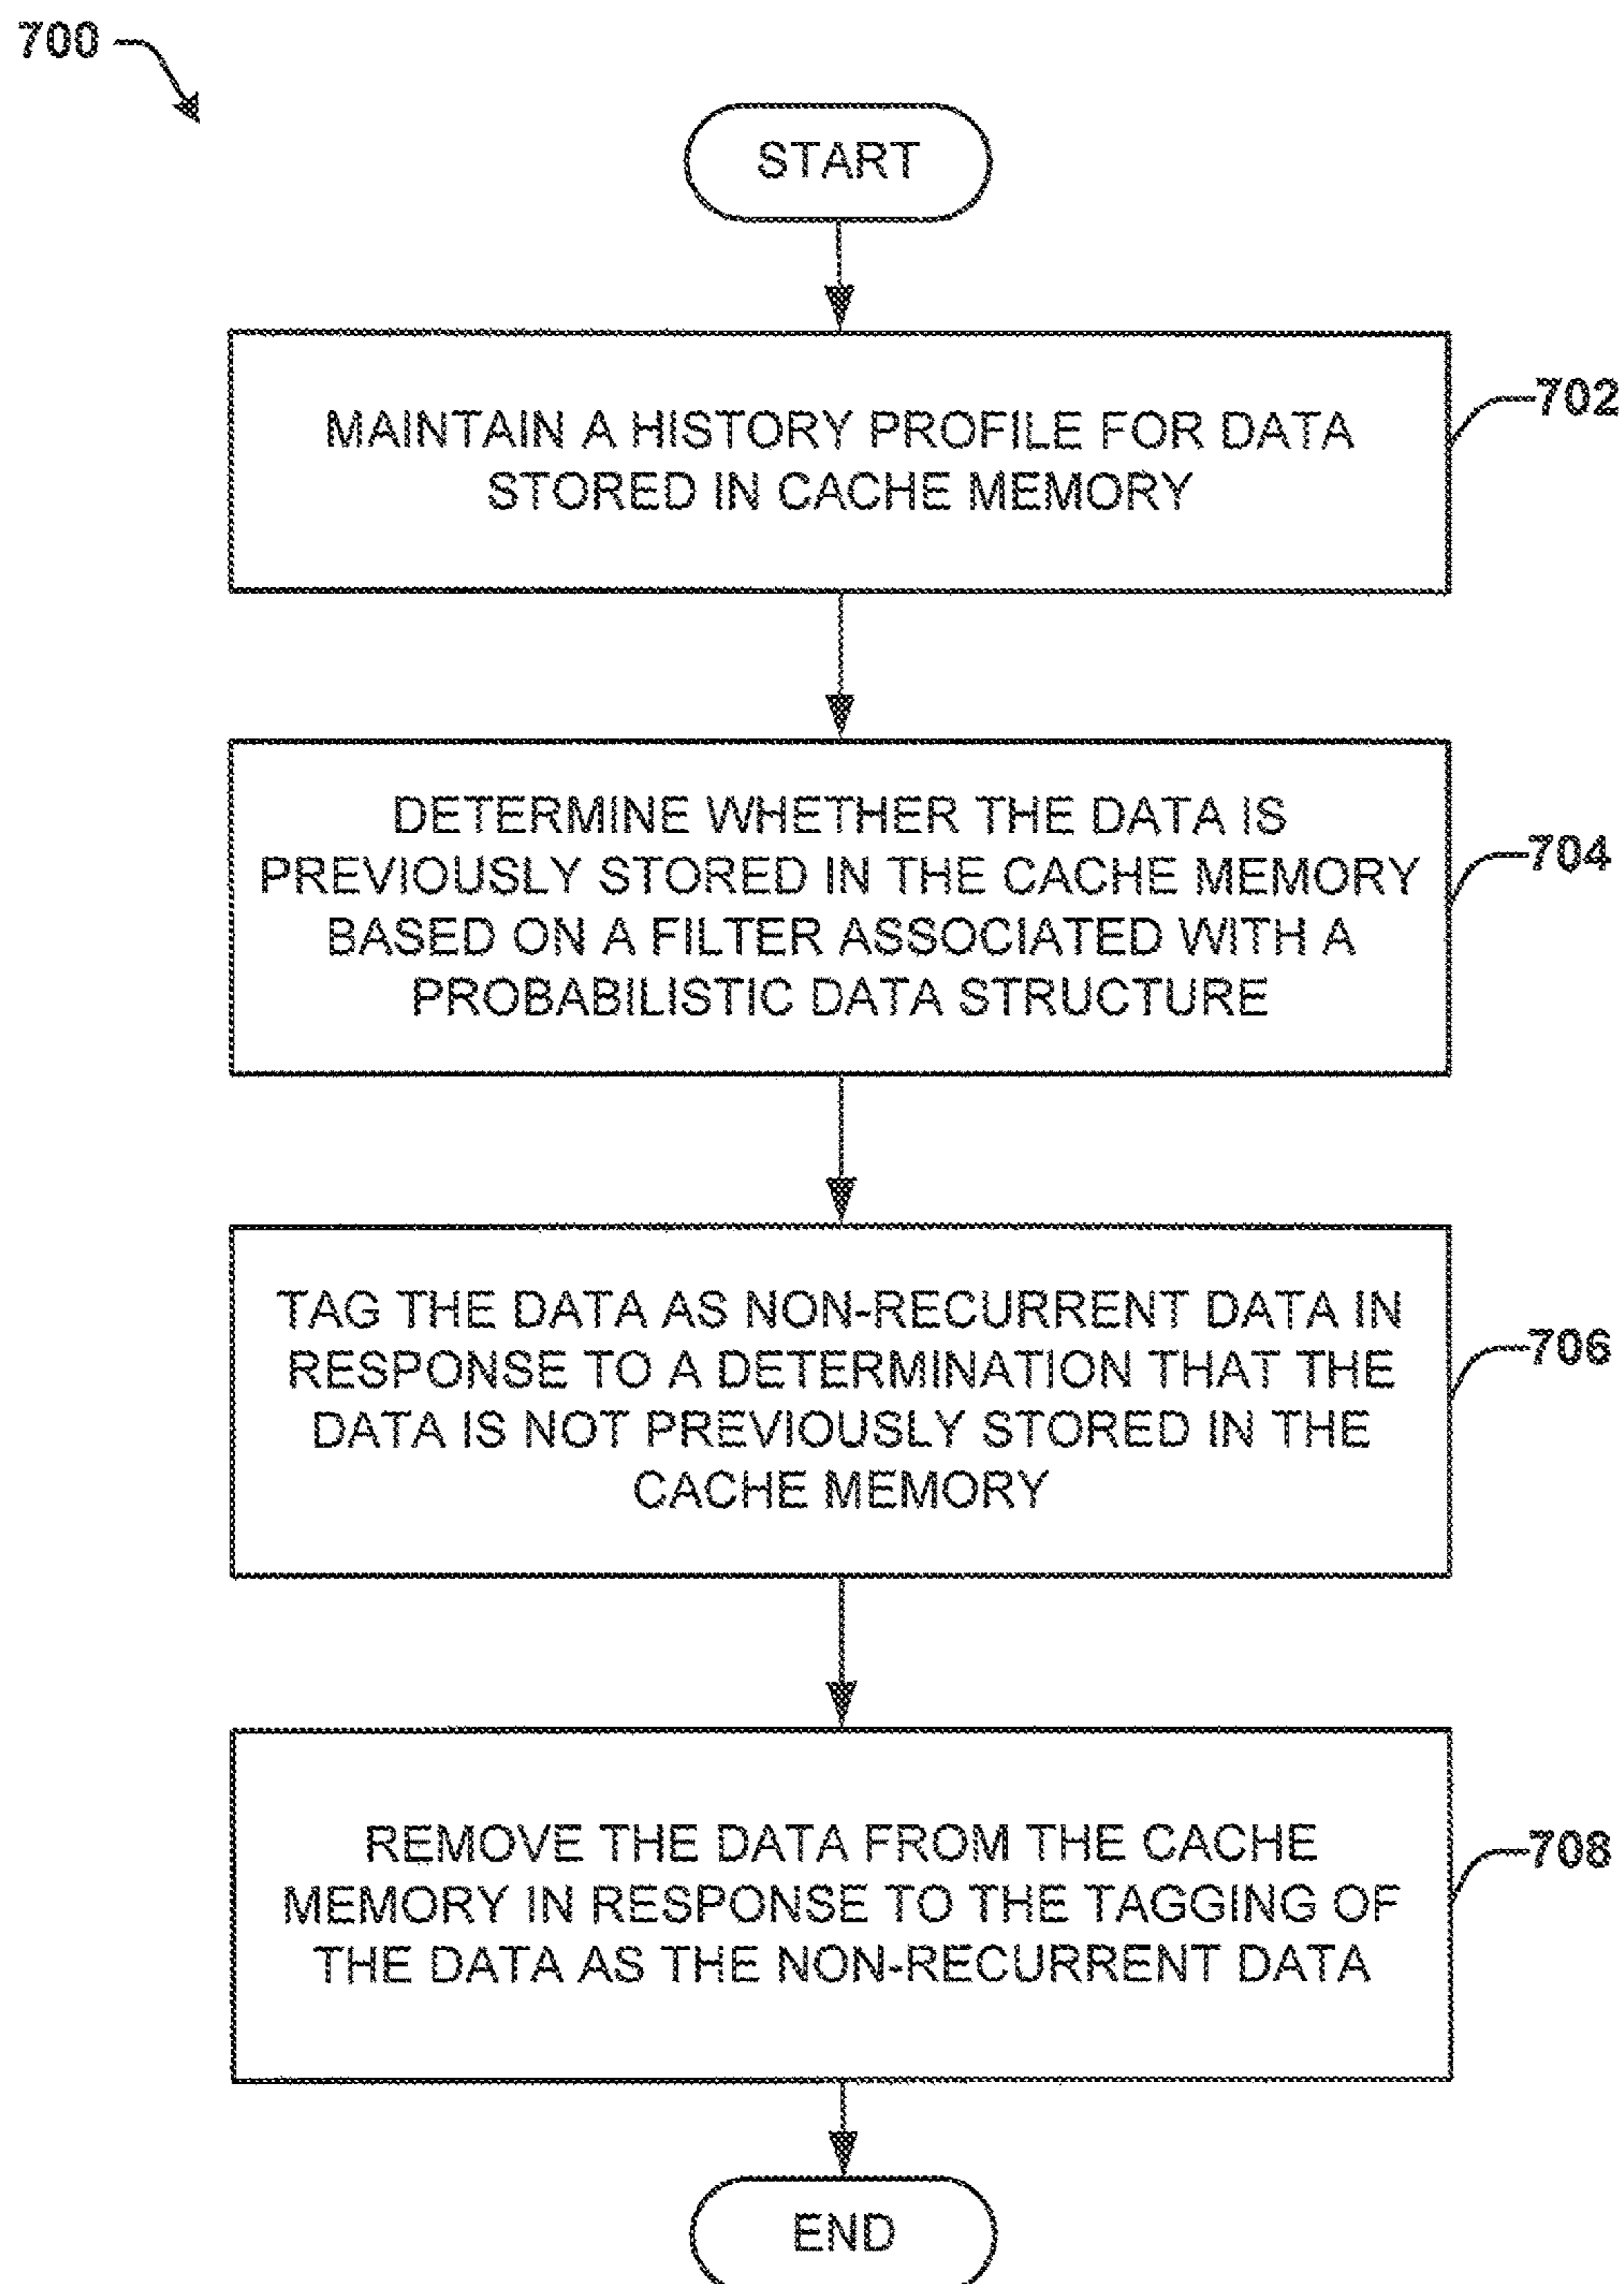 700
START
MAINTAIN A HISTORY PROFILE FOR DATA
STORED IN CACHE MEMORY
702
DETERMINE WHETHER THE DATA IS
PREVIOUSLY STORED IN THE CACHE MEMORY
BASED ON A FILTER ASSOCIATED WITH A
PROBABILISTIC DATA STRUCTURE
704
TAG THE DATA AS NON-RECURRENT DATA IN
RESPONSE TO A DETERMINATION THAT THE
DATA IS NOT PREVIOUSLY STORED IN THE
CACHE MEMORY
706
REMOVE THE DATA FROM THE CACHE
MEMORY IN RESPONSE TO THE TAGGING OF
THE DATA AS THE NON-RECURRENT DATA
708
END